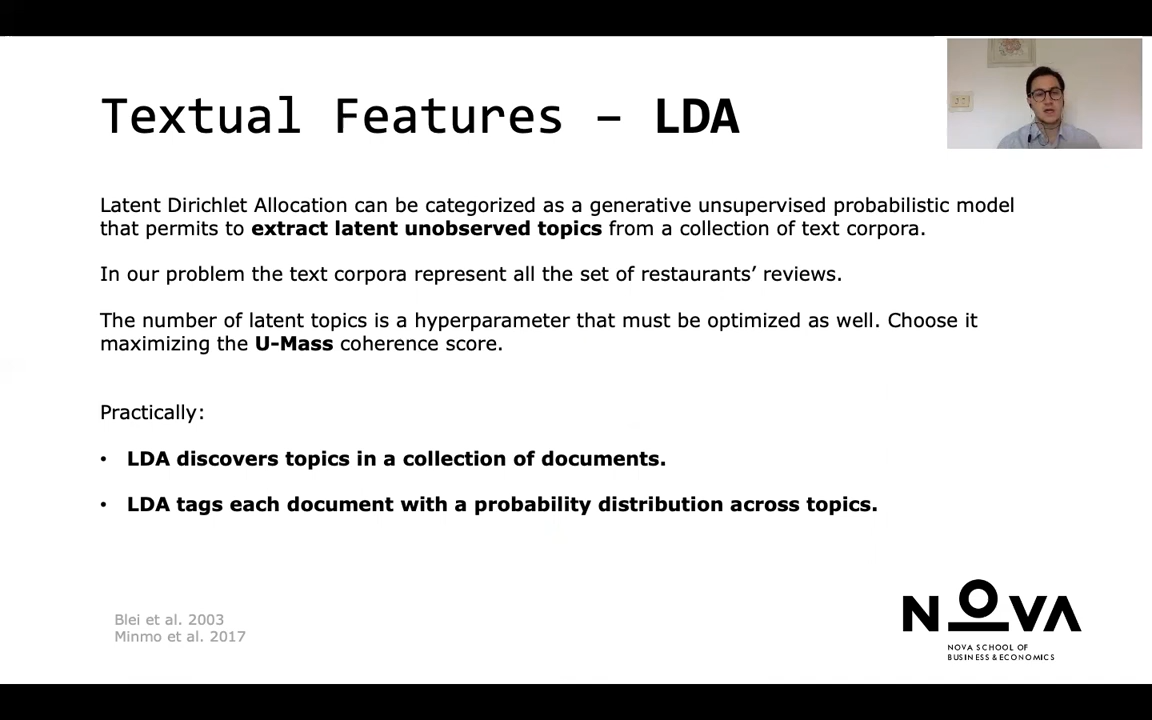 Textual Features – LDA
Latent Dirichlet Allocation can be categorized as a generative unsupervised probabilistic model
that permits to extract latent unobserved topics from a collection of text corpora.
In our problem the text corpora represent all the set of restaurants’ reviews.
The number of latent topics is a hyperparameter that must be optimized as well. Choose it
maximizing the U-Mass coherence score.
Practically:
• LDA discovers topics in a collection of documents.
• LDA tags each document with a probability distribution across topics.
Blei et al. 2003
Minmo et al. 2017
NOVA
NOVA SCHOOL OF
BUSINESS & ECONOMICS